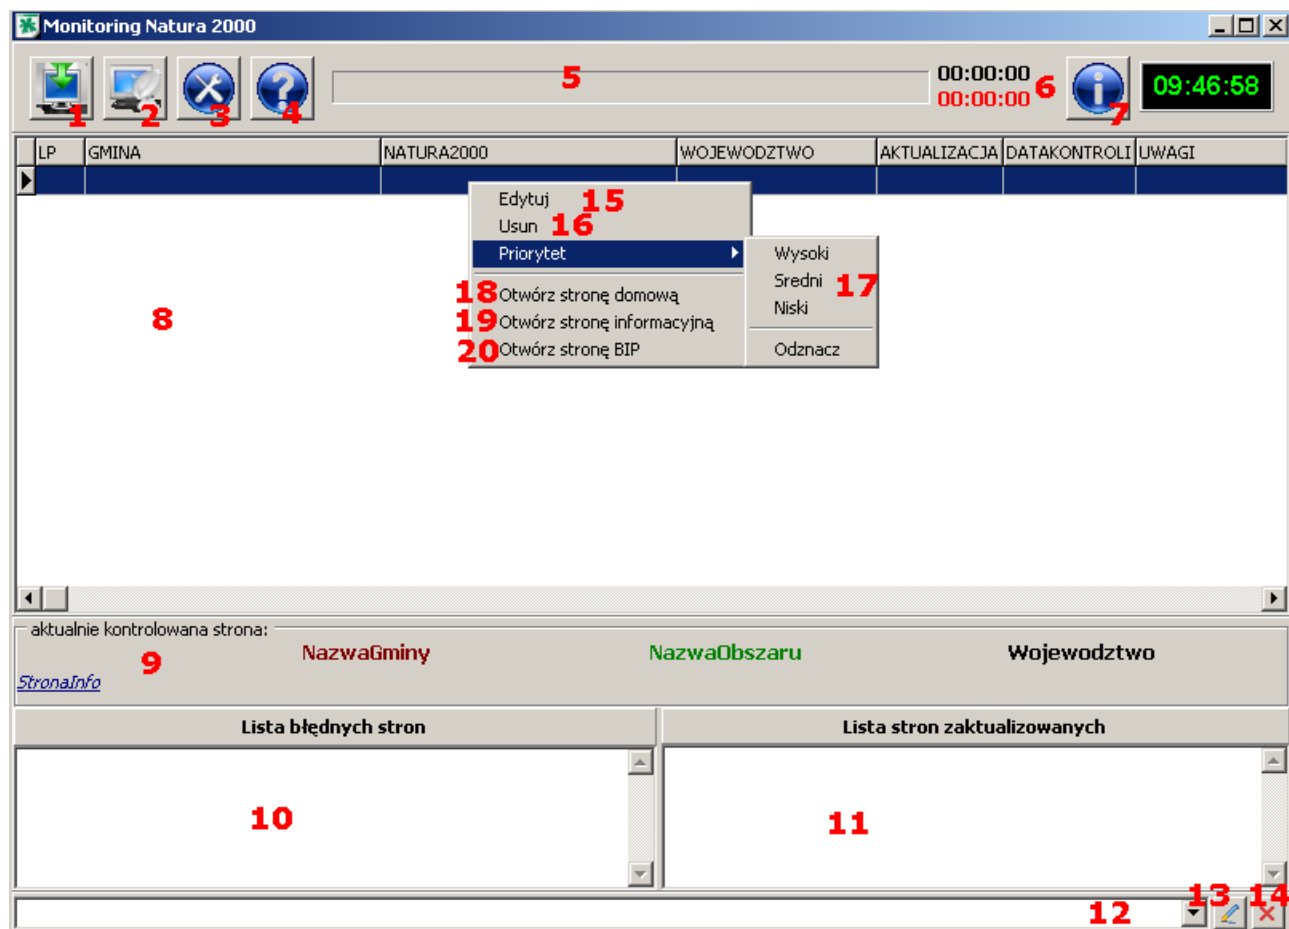 Monitoring Natura 2000
1 2 3 4 5 00:00:00 6 7 09:46:58
00:00:00
LP GMINA NATURA2000 WOJEWODZTWO AKTUALIZACJA DATAKONTROLI UWAGI
Edytuj 15
Usun 16
Priorytet
18 Otwórz stronę domową
19 Otwórz stronę informacyjną
20 Otwórz stronę BIP
Wysoki
Sredni 17
Niski
Odznacz
8
aktualnie kontrolowana strona:
9 NazwaGminy NazwaObszaru Wojewodztwo
StronaInfo
Lista błędnych stron
Lista stron zaktualizowanych
10
11
12 13 14